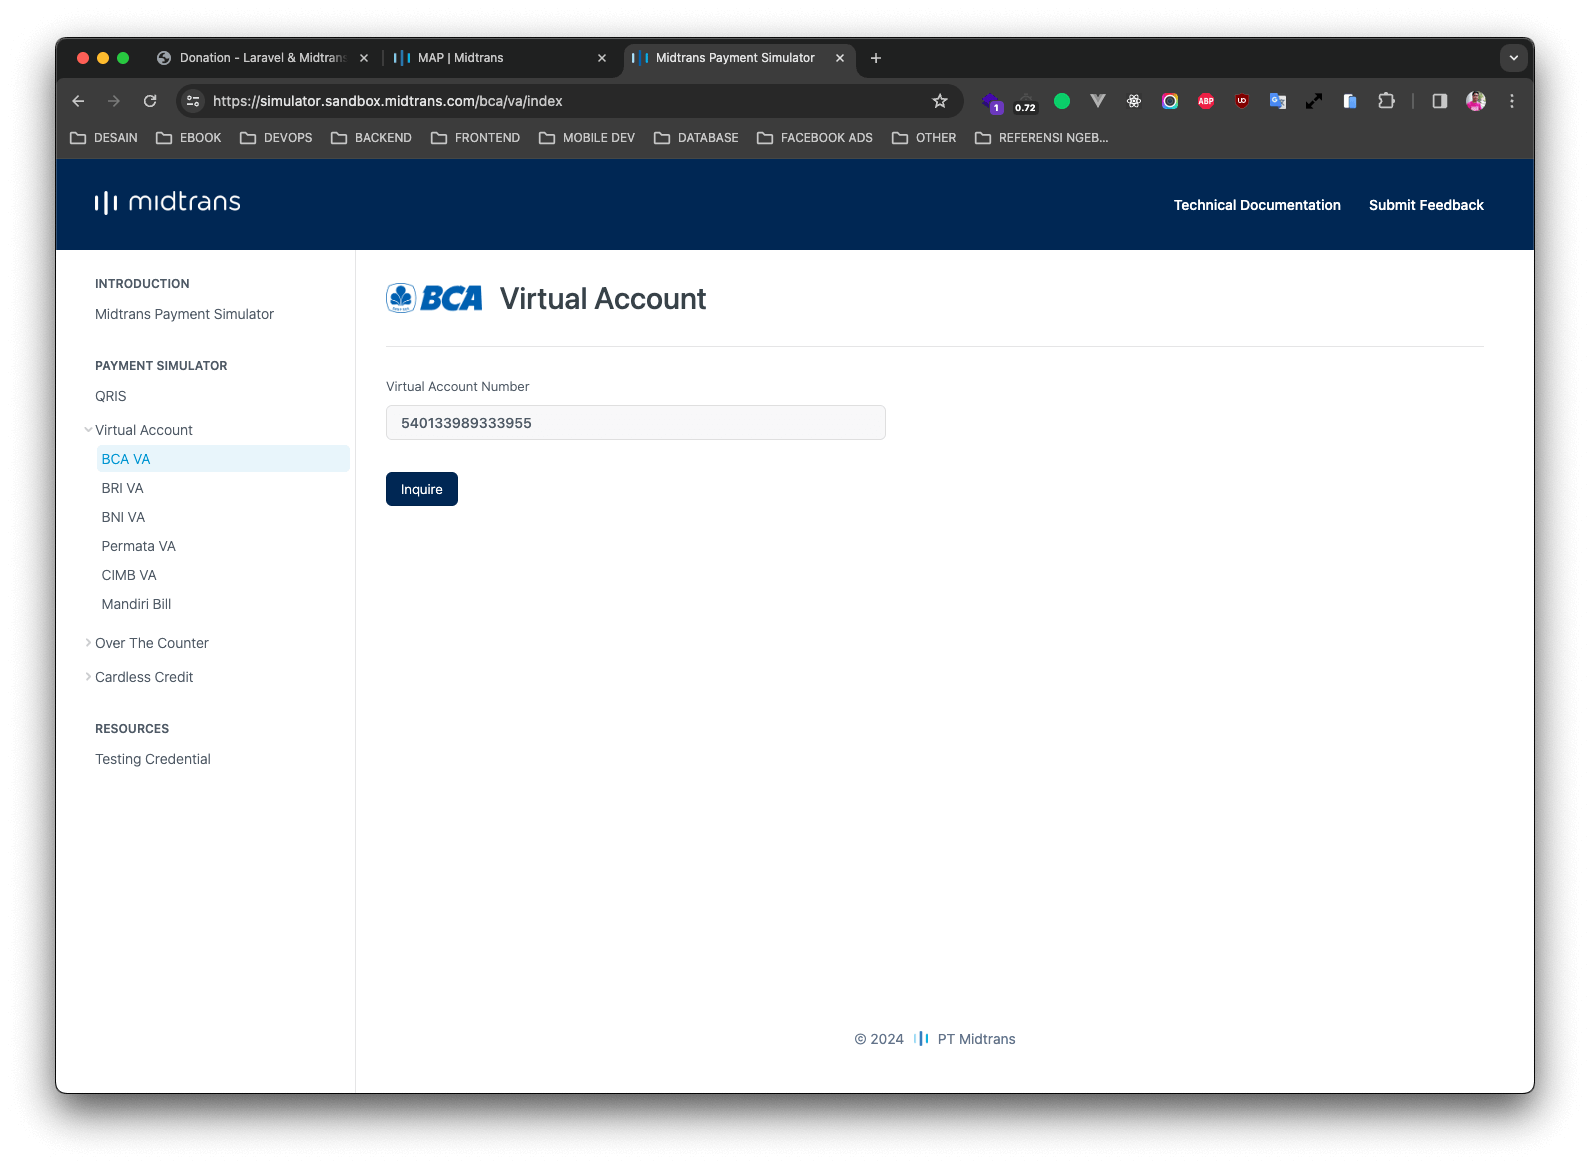 Donation - Laravel & Midtrans
MAP | Midtrans
Midtrans Payment Simulator
https://simulator.sandbox.midtrans.com/bca/va/index
1
0.72
ABP
DESAIN
EBOOK
DEVOPS
BACKEND
FRONTEND
MOBILE DEV
DATABASE
FACEBOOK ADS
OTHER
REFERENSI NGEB...
midtrans
Technical Documentation
Submit Feedback
INTRODUCTION
Midtrans Payment Simulator
PAYMENT SIMULATOR
QRIS
Virtual Account
BCA VA
BRI VA
BNI VA
Permata VA
CIMB VA
Mandiri Bill
Over The Counter
Cardless Credit
RESOURCES
Testing Credential
BCA Virtual Account
Virtual Account Number
540133989333955
Inquire
© 2024 PT Midtrans